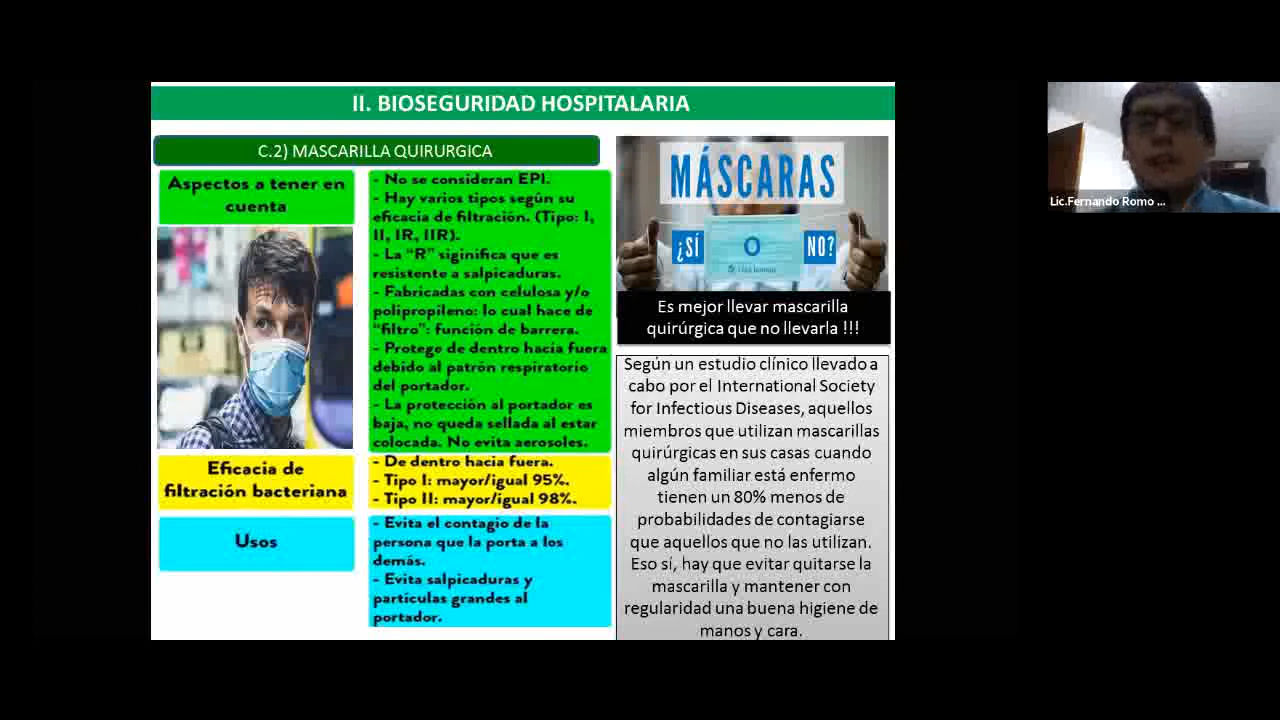 II. BIOSEGURIDAD HOSPITALARIA
C.2) MASCARILLA QUIRURGICA
Aspectos a tener en
cuenta
- No se consideran EPI.
- Hay varios tipos según su
eficacia de filtración. (Tipo: I,
II, IR, IIR).
- La "R" siginifica que es
resistente a salpicaduras.
- Fabricadas con celulosa y/o
polipropileno: lo cual hace de
"filtro": función de barrera.
- Protege de dentro hacia fuera
debido al patrón respiratorio
del portador.
- La protección al portador es
baja, no queda sellada al estar
colocada. No evita aerosoles.
Eficacia de
filtración bacteriana
- De dentro hacia fuera.
- Tipo I: mayor/igual 95%.
- Tipo II: mayor/igual 98%.
Usos
- Evita el contagio de la
persona que la porta a los
demás.
- Evita salpicaduras y
partículas grandes al
portador.
MÁSCARAS
¿SÍ O NO?
Es mejor llevar mascarilla
quirúrgica que no llevarla !!!
Según un estudio clínico llevado a
cabo por el International Society
for Infectious Diseases, aquellos
miembros que utilizan mascarillas
quirúrgicas en sus casas cuando
algún familiar está enfermo
tienen un 80% menos de
probabilidades de contagiarse
que aquellos que no las utilizan.
Eso sí, hay que evitar quitarse la
mascarilla y mantener con
regularidad una buena higiene de
manos y cara.
Lic.Fernando Romo ...